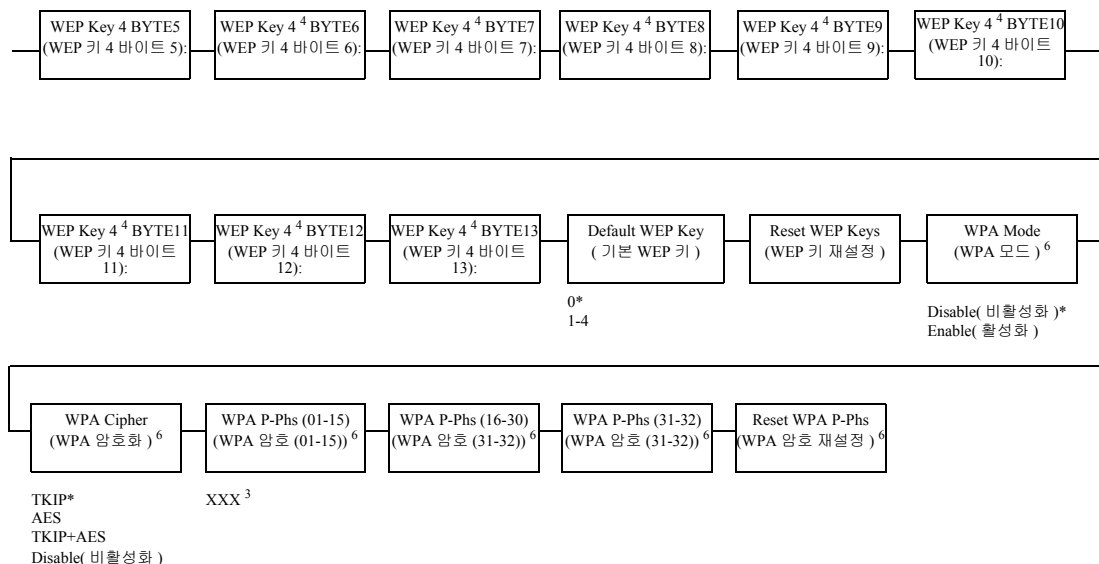 WEP Key 4 BYTE5
(WEP 키 4 바이트 5):
WEP Key 4 4 BYTE6
(WEP 키 4 바이트 6):
WEP Key 4 4 BYTE7
(WEP 키 4 바이트 7):
WEP Key 4 4 BYTE8
(WEP 키 4 바이트 8):
WEP Key 4 4 BYTE9
(WEP 키 4 바이트 9):
WEP Key 4 4 BYTE10
(WEP 키 4 바이트
10):
WEP Key 4 4 BYTE11
(WEP 키 4 바이트
11):
WEP Key 4 4 BYTE12
(WEP 키 4 바이트
12):
WEP Key 4 4 BYTE13
(WEP 키 4 바이트
13):
Default WEP Key
( 기본 WEP 키 )
0*
1-4
Reset WEP Keys
(WEP 키 재설정 )
WPA Mode
(WPA 모드 ) 6
Disable( 비활성화 )*
Enable( 활성화 )
WPA Cipher
(WPA 암호화 ) 6
TKIP*
AES
TKIP+AES
Disable( 비활성화 )
WPA P-Phs (01-15)
(WPA 암호 (01-15)) 6
XXX 3
WPA P-Phs (16-30)
(WPA 암호 (31-32)) 6
WPA P-Phs (31-32)
(WPA 암호 (31-32)) 6
Reset WPA P-Phs
(WPA 암호 재설정 ) 6